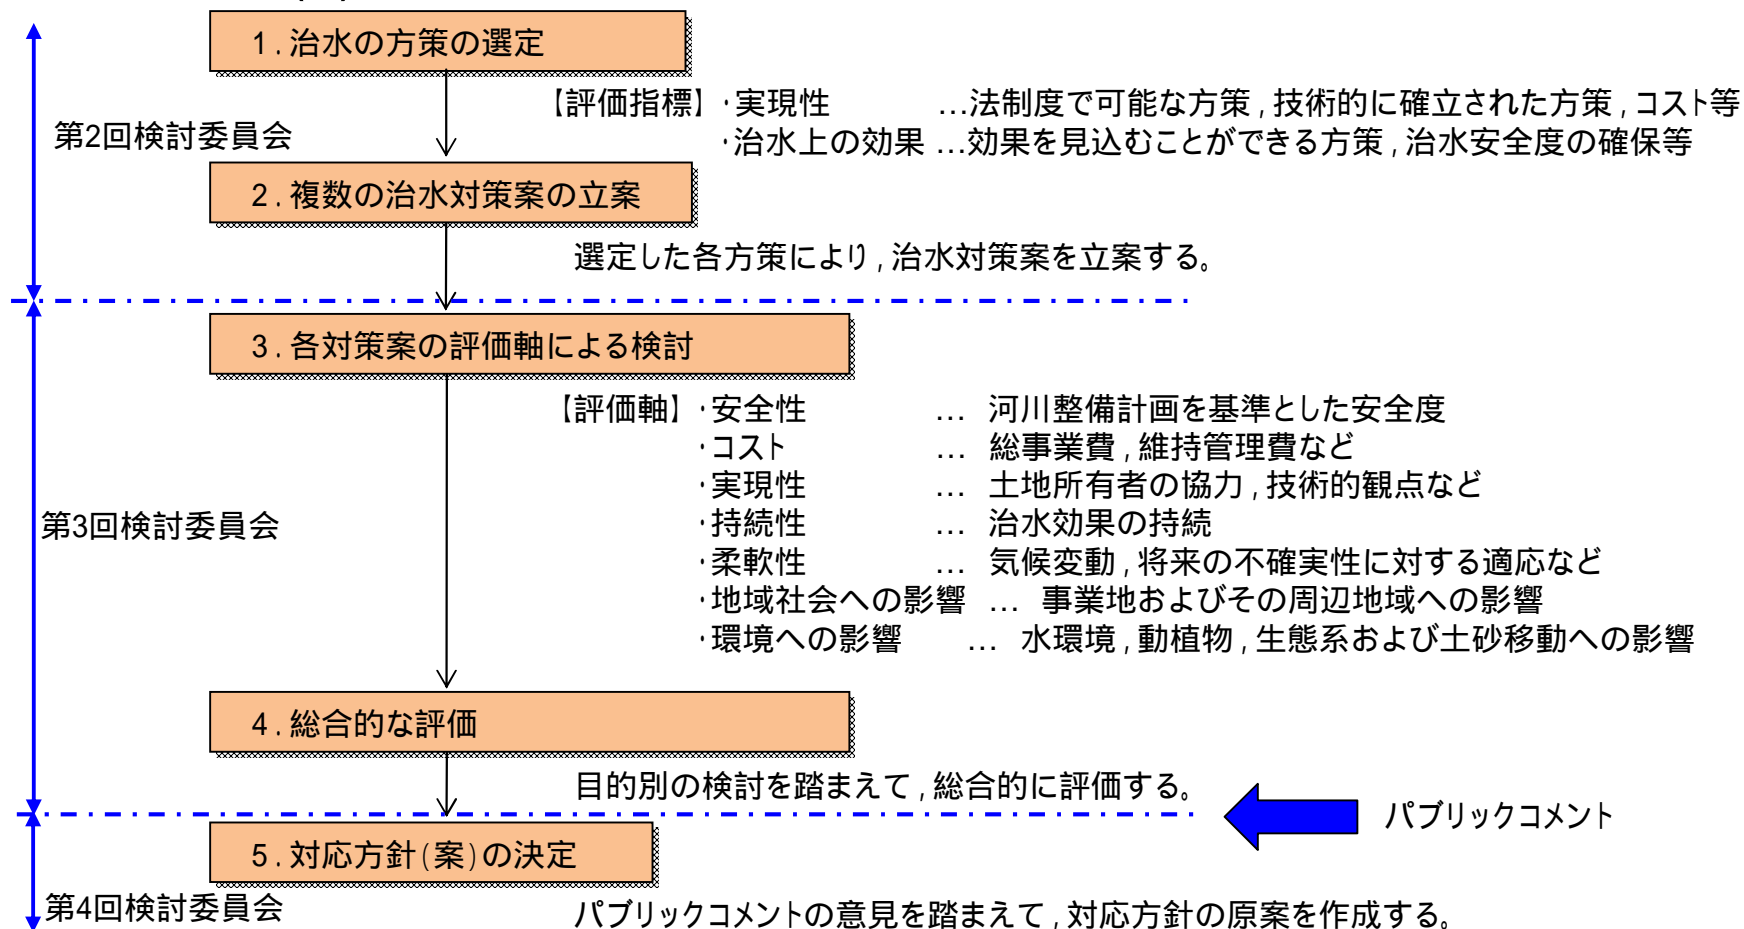 1.治水の方策の選定
【評価指標】・実現性 …法制度で可能な方策,技術的に確立された方策,コスト等
第2回検討委員会
・治水上の効果 …効果を見込むことができる方策,治水安全度の確保等
2.複数の治水対策案の立案
選定した各方策により,治水対策案を立案する。
3.各対策案の評価軸による検討
【評価軸】・安全性 … 河川整備計画を基準とした安全度
・コスト … 総事業費,維持管理費など
・実現性 … 土地所有者の協力,技術的観点など
第3回検討委員会
・持続性 … 治水効果の持続
・柔軟性 … 気候変動,将来の不確実性に対する適応など
・地域社会への影響 … 事業地およびその周辺地域への影響
・環境への影響 … 水環境,動植物,生態系および土砂移動への影響
4.総合的な評価
目的別の検討を踏まえて,総合的に評価する。
パブリックコメント
5.対応方針(案)の決定
第4回検討委員会
パブリックコメントの意見を踏まえて,対応方針の原案を作成する。